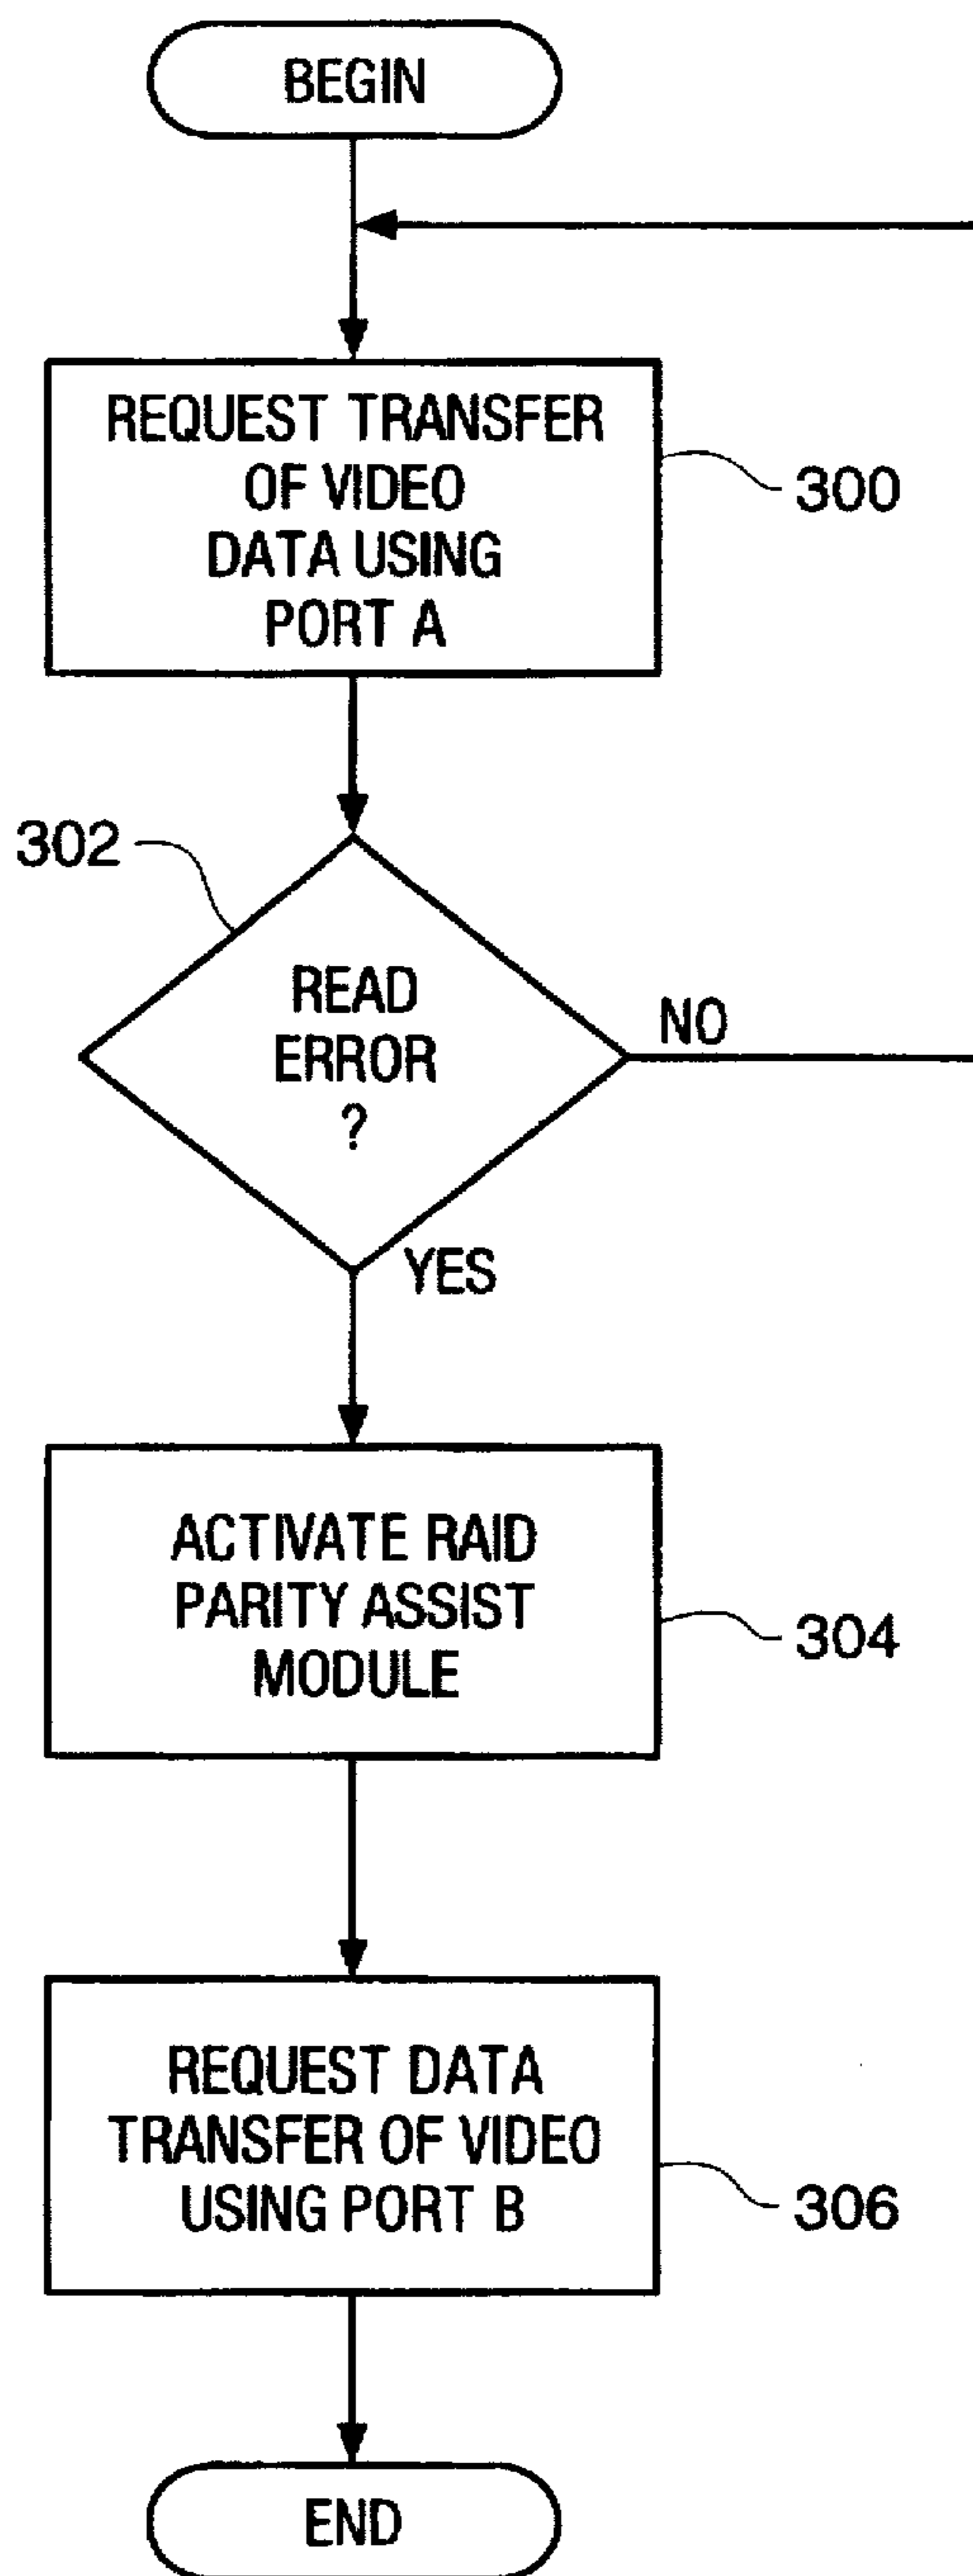 BEGIN
REQUEST TRANSFER
OF VIDEO
DATA USING
PORT A
300
302
READ
ERROR
?
NO
YES
ACTIVATE RAID
PARITY ASSIST
MODULE
304
REQUEST DATA
TRANSFER OF VIDEO
USING PORT B
306
END